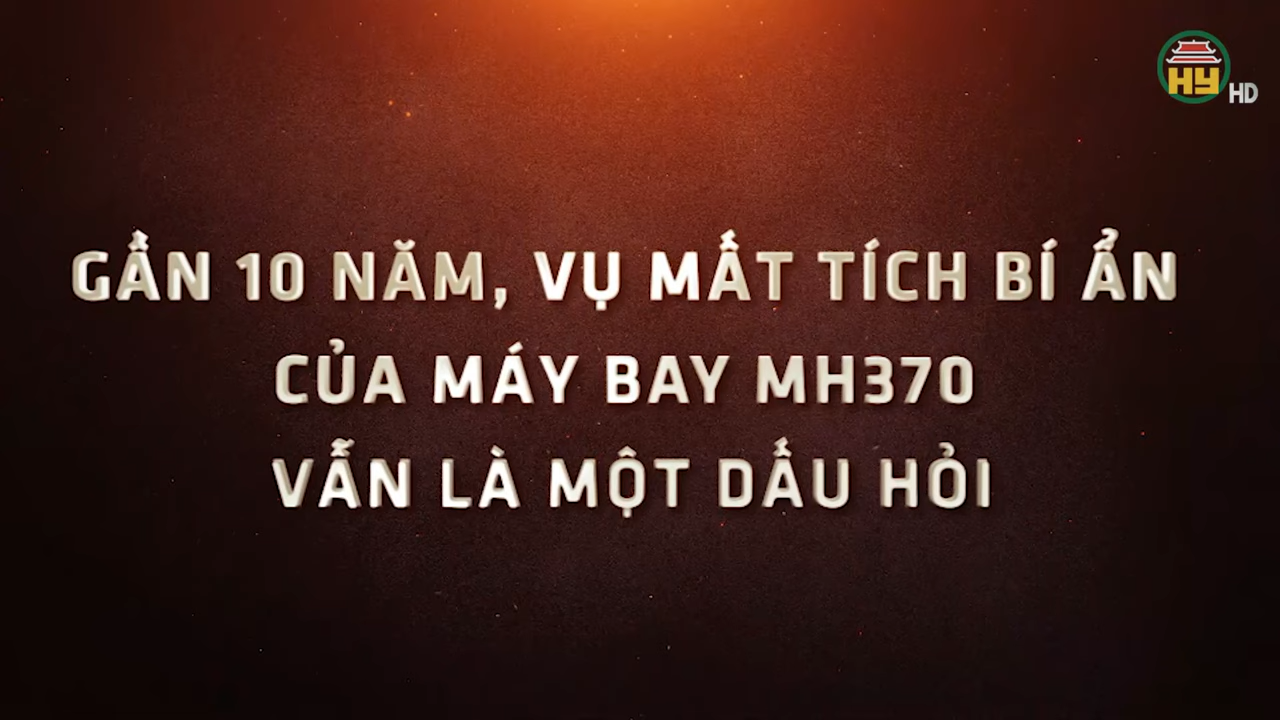 HY HD
GẦN 10 NĂM, VỤ MẤT TÍCH BÍ ẨN
CỦA MÁY BAY MH370
VẪN LÀ MỘT DẤU HỎI